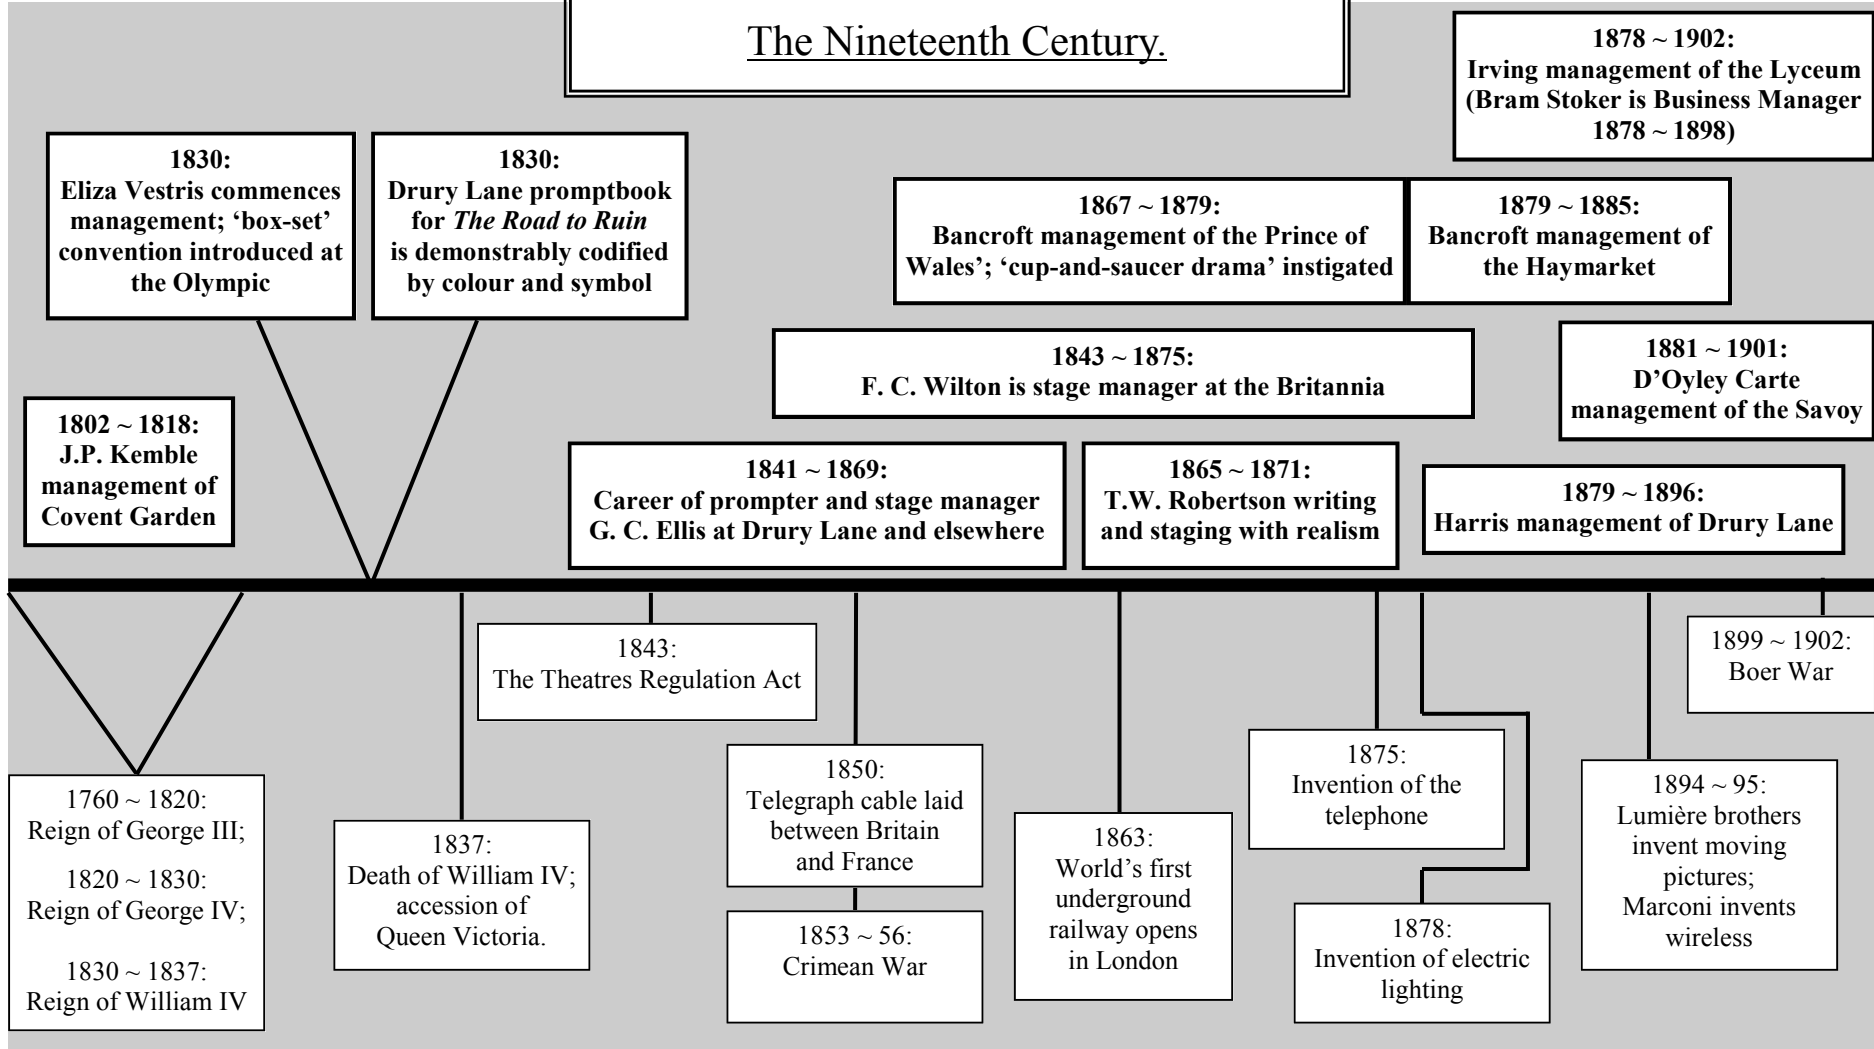 The Nineteenth Century.
1878 ~ 1902:
Irving management of the Lyceum
(Bram Stoker is Business Manager
1878 ~ 1898)
1830:
Eliza Vestris commences
management; ‘box-set’
convention introduced at
the Olympic
1830:
Drury Lane promptbook
for The Road to Ruin
is demonstrably codified
by colour and symbol
1867 ~ 1879:
Bancroft management of the Prince of
Wales’; ‘cup-and-saucer drama’ instigated
1879 ~ 1885:
Bancroft management of
the Haymarket
1843 ~ 1875:
F. C. Wilton is stage manager at the Britannia
1881 ~ 1901:
D’Oyley Carte
management of the Savoy
1802 ~ 1818:
J.P. Kemble
management of
Covent Garden
1841 ~ 1869:
Career of prompter and stage manager
G. C. Ellis at Drury Lane and elsewhere
1865 ~ 1871:
T.W. Robertson writing
and staging with realism
1879 ~ 1896:
Harris management of Drury Lane
1843:
The Theatres Regulation Act
1899 ~ 1902:
Boer War
1760 ~ 1820:
Reign of George III;
1820 ~ 1830:
Reign of George IV;
1830 ~ 1837:
Reign of William IV
1837:
Death of William IV;
accession of
Queen Victoria.
1850:
Telegraph cable laid
between Britain
and France
1853 ~ 56:
Crimean War
1863:
World’s first
underground
railway opens
in London
1875:
Invention of the
telephone
1878:
Invention of electric
lighting
1894 ~ 95:
Lumière brothers
invent moving
pictures;
Marconi invents
wireless